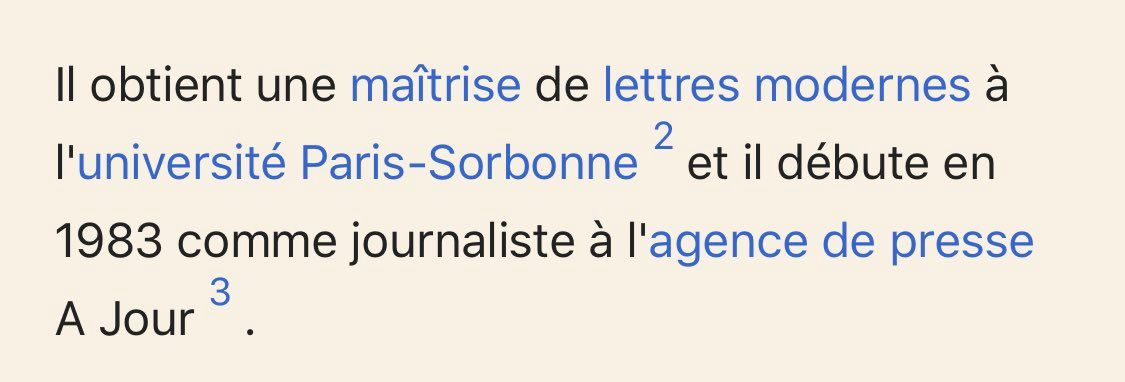 Il obtient une maîtrise de lettres modernes à
l'université Paris-Sorbonne 2 et il débute en
1983 comme journaliste à l'agence de presse
A Jour 3 .